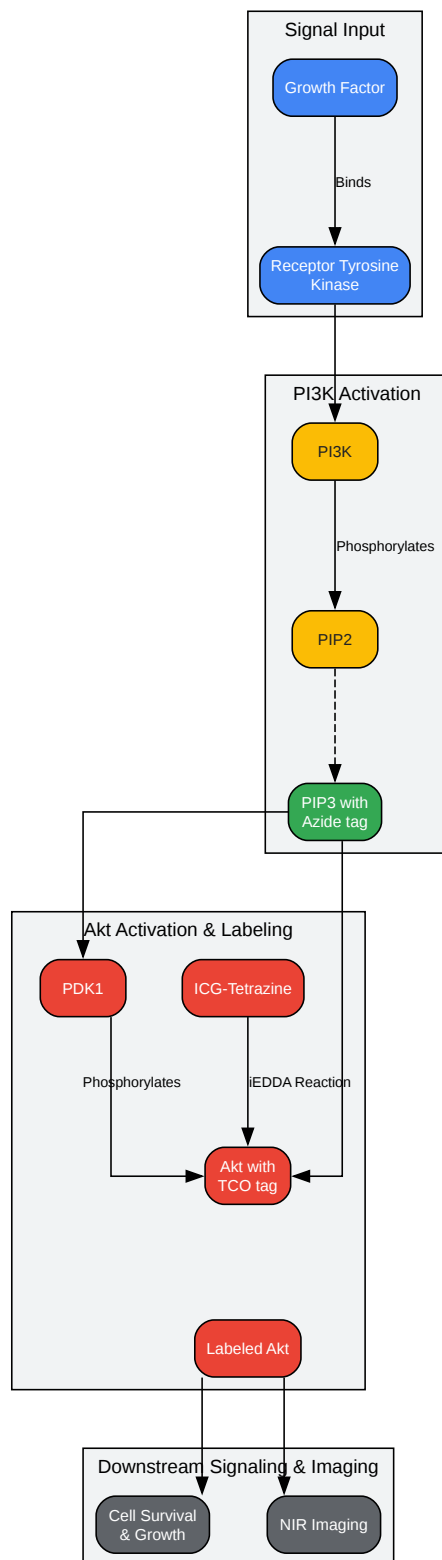 Signal Input
Growth Factor
Binds
Receptor Tyrosine
Kinase
PI3K Activation
PI3K
Phosphorylates
PIP2
PIP3 with
Azide tag
Akt Activation & Labeling
PDK1
ICG-Tetrazine
Phosphorylates
iEDDA Reaction
Akt with
TCO tag
Labeled Akt
Downstream Signaling & Imaging
Cell Survival
& Growth
NIR Imaging